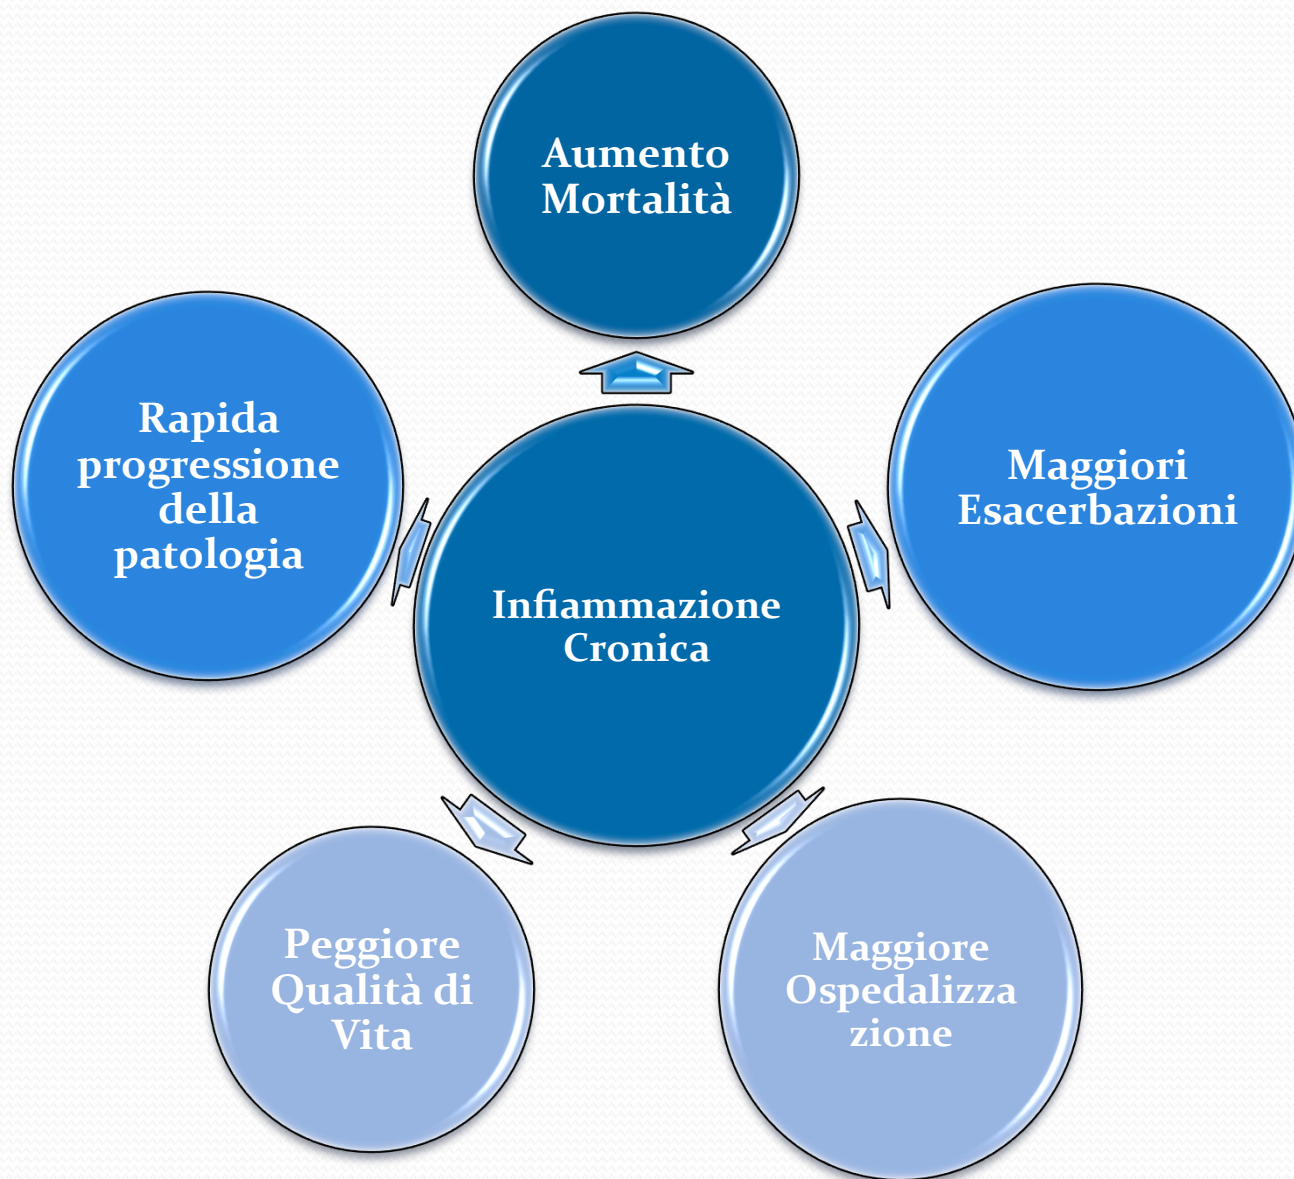 Aumento
Mortalità
Rapida
progressione
della
patologia
Maggiori
Esacerbazioni
Infiammazione
Cronica
Peggiore
Qualità di
Vita
Maggiore
Ospedalizza
zione